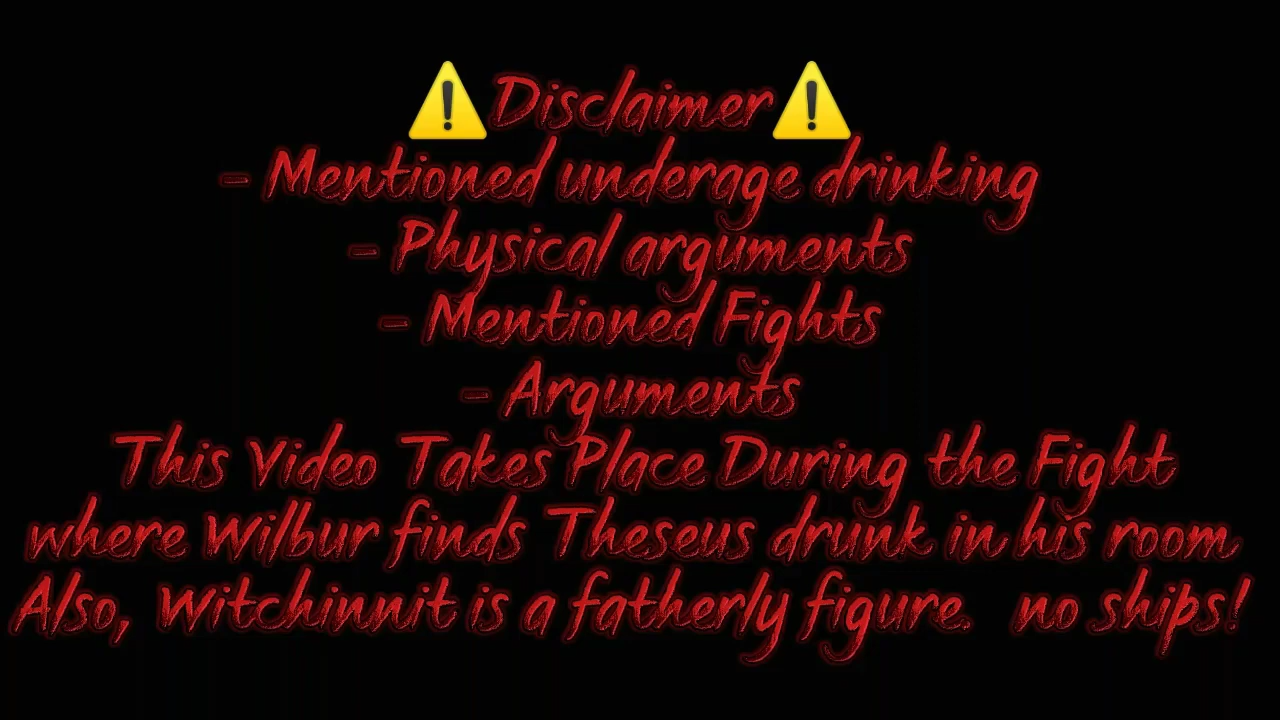 ⚠️Disclaimer⚠️
- Mentioned underage drinking
- Physical arguments
- Mentioned Fights
- Arguments
This Video Takes Place During the Fight
where Wilbur finds Theseus drunk in his room
Also, Witchinnit is a fatherly figure. no ships!